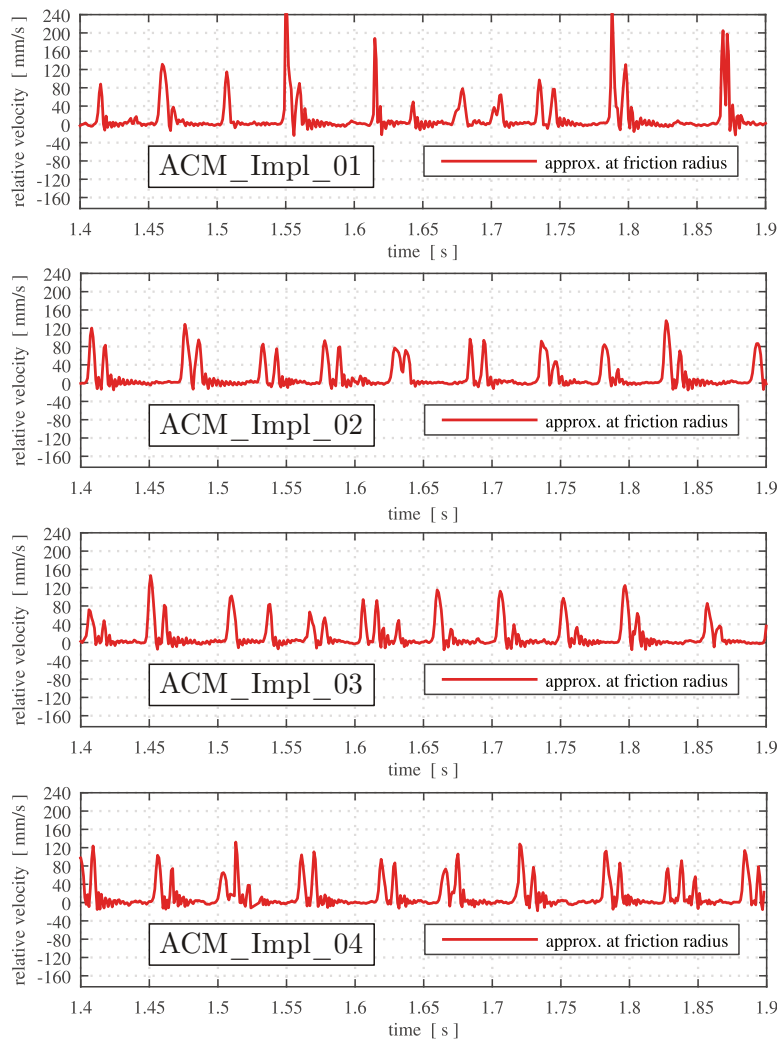 240
200
160
120
80
40
0
-40
-80
-120
-160
relative velocity [ mm/s]
ACM_Impl_01
approx. at friction radius
1.4 1.45 1.5 1.55 1.6 1.65 1.7 1.75 1.8 1.85 1.9
time [ s ]
240
200
160
120
80
40
0
-40
-80
-120
-160
relative velocity [ mm/s ]
ACM_Impl_02
approx. at friction radius
1.4 1.45 1.5 1.55 1.6 1.65 1.7 1.75 1.8 1.85 1.9
time [ s ]
240
200
160
120
80
40
0
-40
-80
-120
-160
relative velocity [ mm/s ]
ACM_Impl_03
approx. at friction radius
1.4 1.45 1.5 1.55 1.6 1.65 1.7 1.75 1.8 1.85 1.9
time [ s ]
240
200
160
120
80
40
0
-40
-80
-120
-160
relative velocity [ mm/s ]
ACM_Impl_04
approx. at friction radius
1.4 1.45 1.5 1.55 1.6 1.65 1.7 1.75 1.8 1.85 1.9
time [ s ]